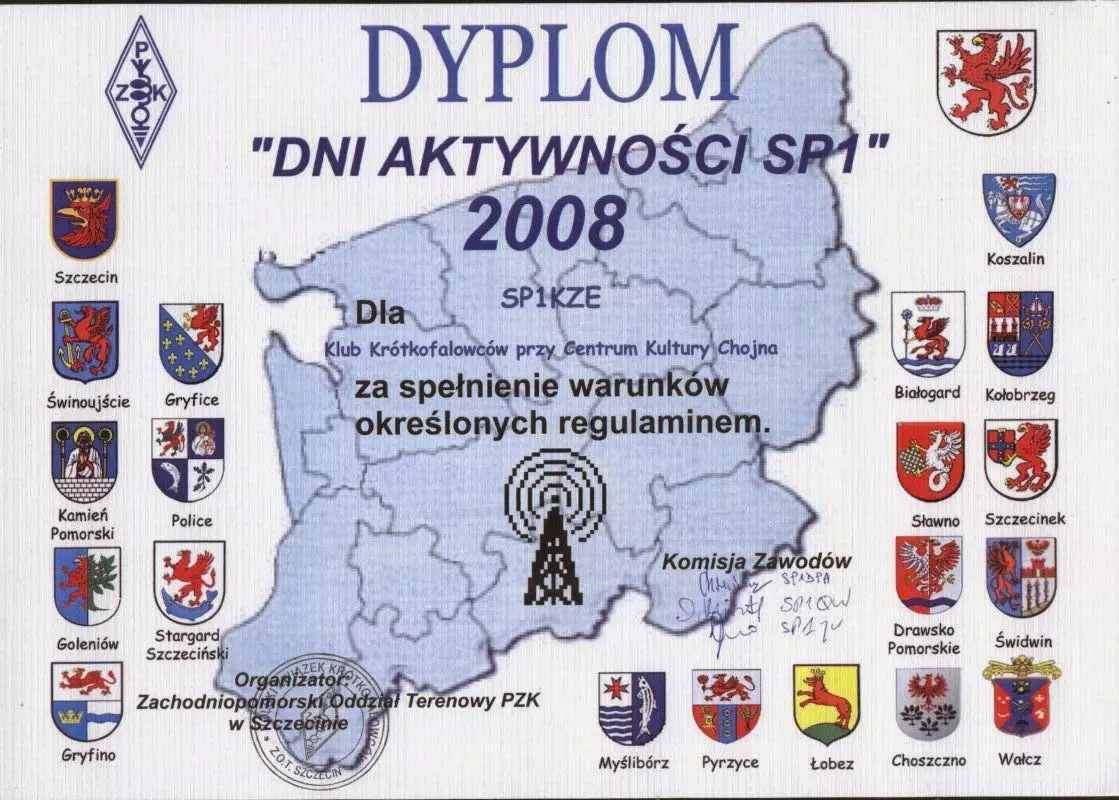 P
Z K
DYPLOM
"DNI AKTYWNOŚCI SP1"
2008
SP1KZE
Dla
Klub Krótkofalowców przy Centrum Kultury Chojna
za spełnienie warunków
określonych regulaminem.
Szczecin
Koszalin
Świnoujście
Gryfice
Białogard
Kołobrzeg
Kamień
Pomorski
Police
Sławno
Szczecinek
Komisja Zawodów
SP1DPA
SP1QW
Goleniów
Stargard
Szczeciński
Drawsko
Pomorskie
Świdwin
Organizator:
Zachodniopomorski Oddział Terenowy PZK
w Szczecinie
Z.O.T. SZCZECIN
Gryfino
Myślibórz
Pyrzyce
Łobez
Choszczno
Wałcz